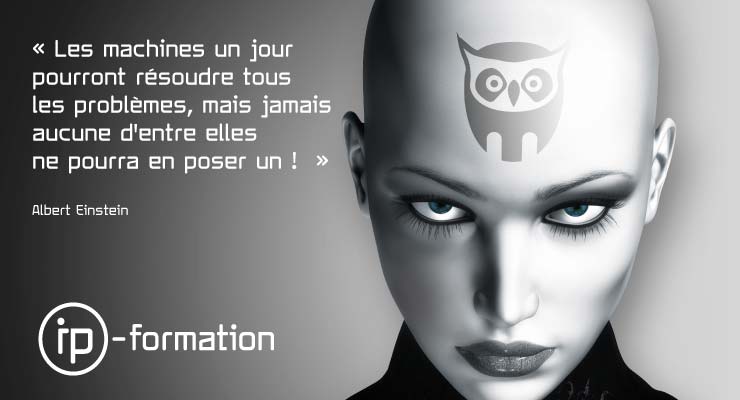 « Les machines un jour
pourront résoudre tous
les problèmes, mais jamais
aucune d'entre elles
ne pourra en poser un ! »
Albert Einstein
ip-formation